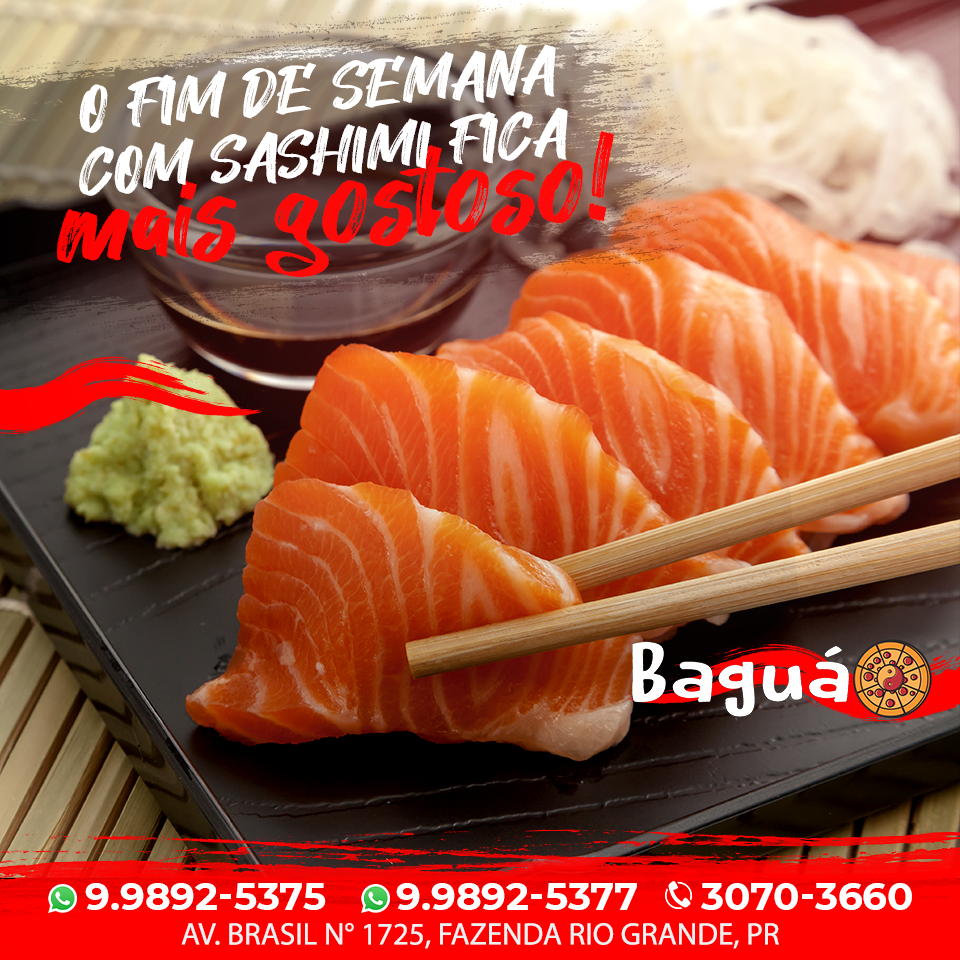 O FIM DE SEMANA
COM SASHIMI FICA
mais gostoso!
Baguá
9.9892-5375 9.9892-5377 3070-3660
AV. BRASIL N° 1725, FAZENDA RIO GRANDE, PR